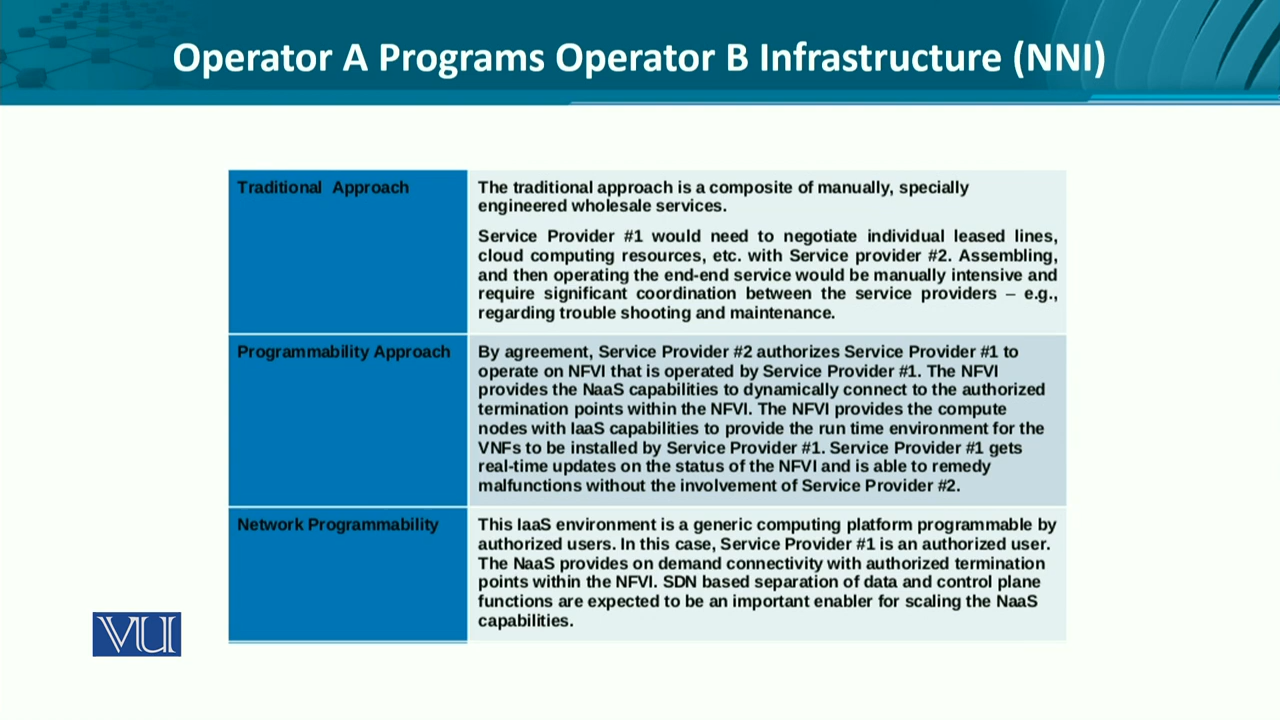 Operator A Programs Operator B Infrastructure (NNI)
Traditional Approach
The traditional approach is a composite of manually, specially
engineered wholesale services.
Service Provider #1 would need to negotiate individual leased lines,
cloud computing resources, etc. with Service provider #2. Assembling,
and then operating the end-end service would be manually intensive and
require significant coordination between the service providers – e.g.,
regarding trouble shooting and maintenance.
Programmability Approach
By agreement, Service Provider #2 authorizes Service Provider #1 to
operate on NFVI that is operated by Service Provider #1. The NFVI
provides the NaaS capabilities to dynamically connect to the authorized
termination points within the NFVI. The NFVI provides the compute
nodes with IaaS capabilities to provide the run time environment for the
VNFs to be installed by Service Provider #1. Service Provider #1 gets
real-time updates on the status of the NFVI and is able to remedy
malfunctions without the involvement of Service Provider #2.
Network Programmability
This IaaS environment is a generic computing platform programmable by
authorized users. In this case, Service Provider #1 is an authorized user.
The NaaS provides on demand connectivity with authorized termination
points within the NFVI. SDN based separation of data and control plane
functions are expected to be an important enabler for scaling the NaaS
capabilities.
VU